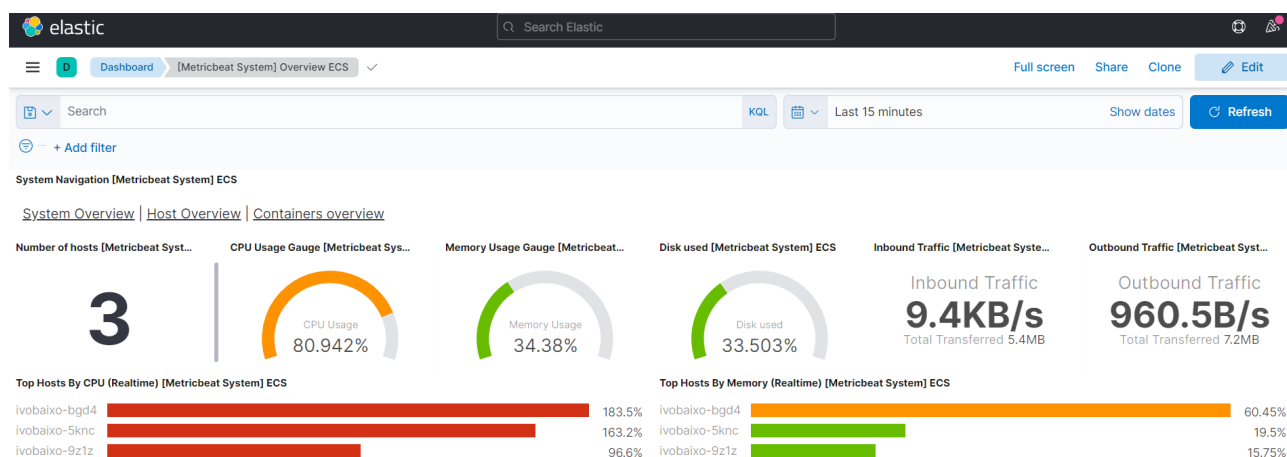 elastic
Search Elastic
D Dashboard [Metricbeat System] Overview ECS Full screen Share Clone Edit
Search KQL Last 15 minutes Show dates Refresh
+ Add filter
System Navigation [Metricbeat System] ECS
System Overview | Host Overview | Containers overview
Number of hosts [Metricbeat Syst...
3
CPU Usage Gauge [Metricbeat Sys...
CPU Usage
80.942%
Memory Usage Gauge [Metricbeat...
Memory Usage
34.38%
Disk used [Metricbeat System] ECS
Disk used
33.503%
Inbound Traffic [Metricbeat Syste...
Inbound Traffic
9.4KB/s
Total Transferred 5.4MB
Outbound Traffic [Metricbeat Syst...
Outbound Traffic
960.5B/s
Total Transferred 7.2MB
Top Hosts By CPU (Realtime) [Metricbeat System] ECS
ivobaixo-bgd4 183.5%
ivobaixo-5knc 163.2%
ivobaixo-9z1z 96.6%
Top Hosts By Memory (Realtime) [Metricbeat System] ECS
ivobaixo-bgd4 60.45%
ivobaixo-5knc 19.5%
ivobaixo-9z1z 15.75%